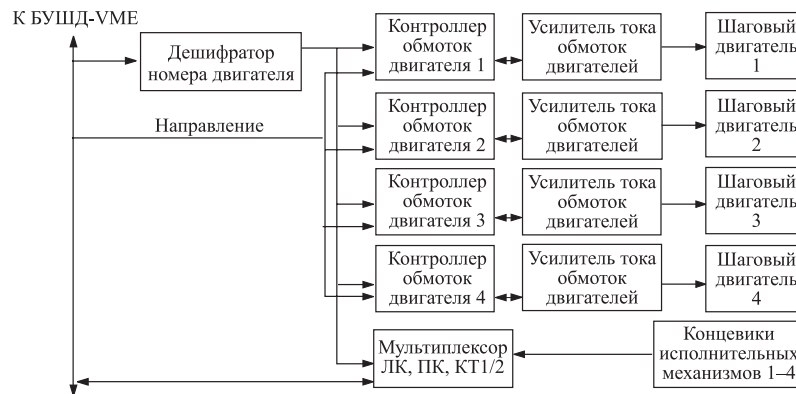 К БУШД-VME
Дешифратор
номера двигателя
Направление
Контроллер
обмоток
двигателя 1
Усилитель тока
обмоток
двигателей
Шаговый
двигатель
1
Контроллер
обмоток
двигателя 2
Усилитель тока
обмоток
двигателей
Шаговый
двигатель
2
Контроллер
обмоток
двигателя 3
Усилитель тока
обмоток
двигателей
Шаговый
двигатель
3
Контроллер
обмоток
двигателя 4
Усилитель тока
обмоток
двигателей
Шаговый
двигатель
4
Мультиплексор
ЛК, ПК, КТ1/2
Концевики
исполнительных
механизмов 1–4